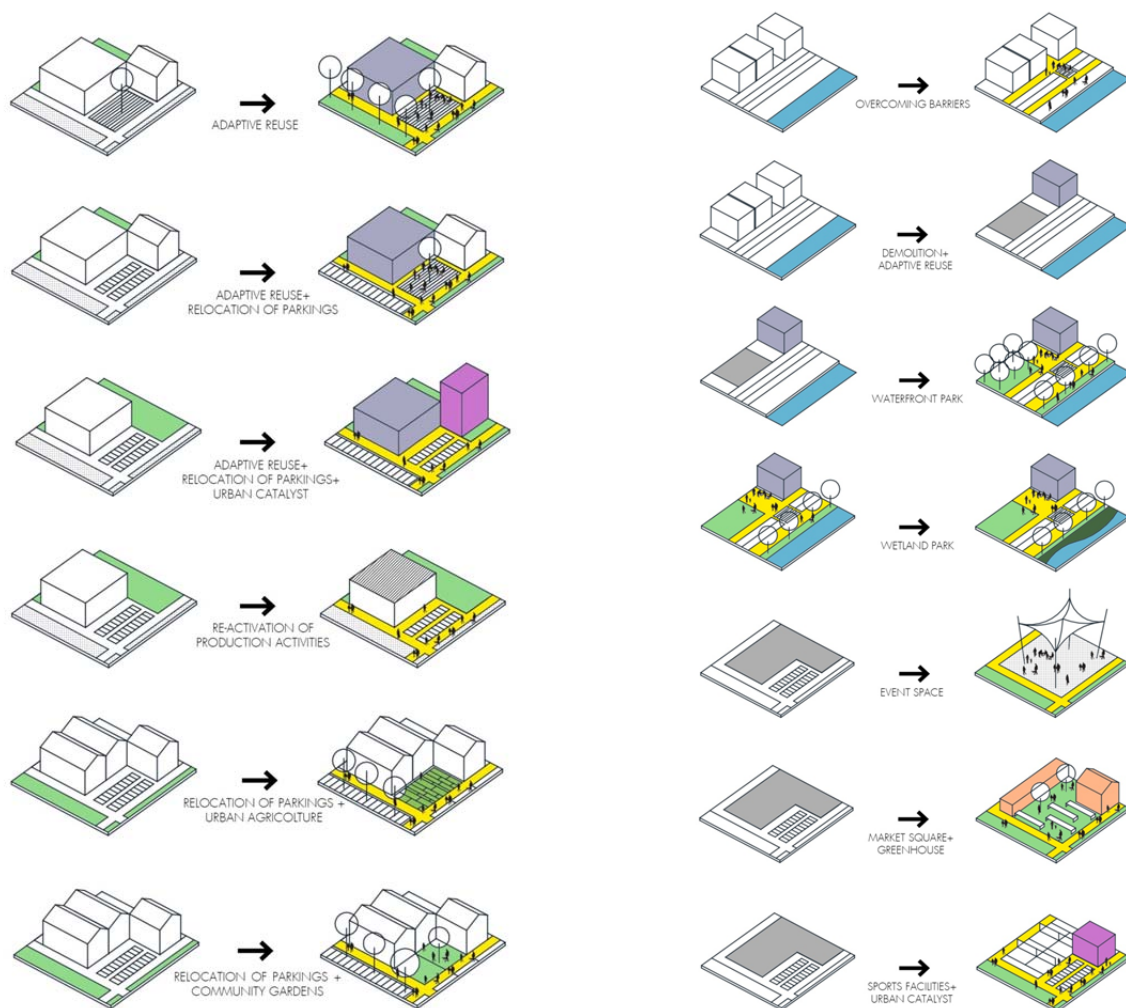 ADAPTIVE REUSE
ADAPTIVE REUSE+
RELOCATION OF PARKINGS
ADAPTIVE REUSE+
RELOCATION OF PARKINGS+
URBAN CATALYST
RE-ACTIVATION OF
PRODUCTION ACTIVITIES
RELOCATION OF PARKINGS +
URBAN AGRICOLTURE
RELOCATION OF PARKINGS +
COMMUNITY GARDENS
OVERCOMING BARRIERS
DEMOLITION+
ADAPTIVE REUSE
WATERFRONT PARK
WETLAND PARK
EVENT SPACE
MARKET SQUARE+
GREENHOUSE
SPORTS FACILITIES+
URBAN CATALYST